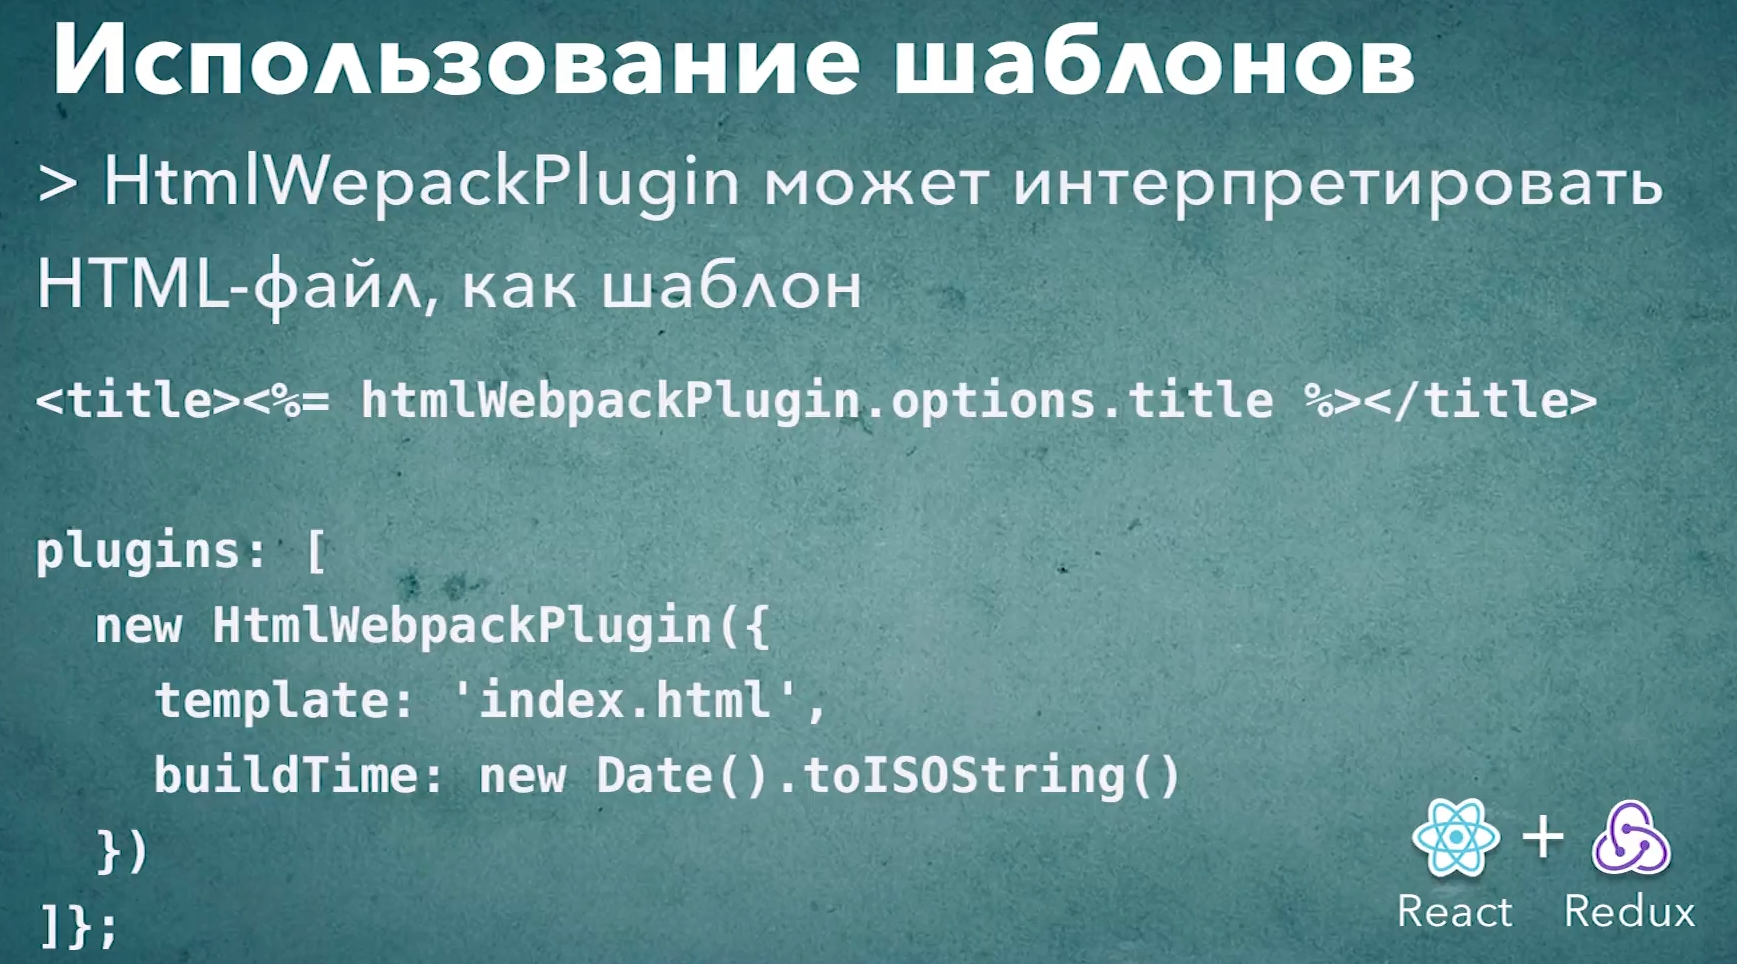 Использование шаблонов
> HtmlWepackPlugin может интерпретировать
HTML-файл, как шаблон
<title><%= htmlWebpackPlugin.options.title %></title>
plugins: [
new HtmlWebpackPlugin({
template: 'index.html',
buildTime: new Date().toISOString()
})
]};
+
React Redux